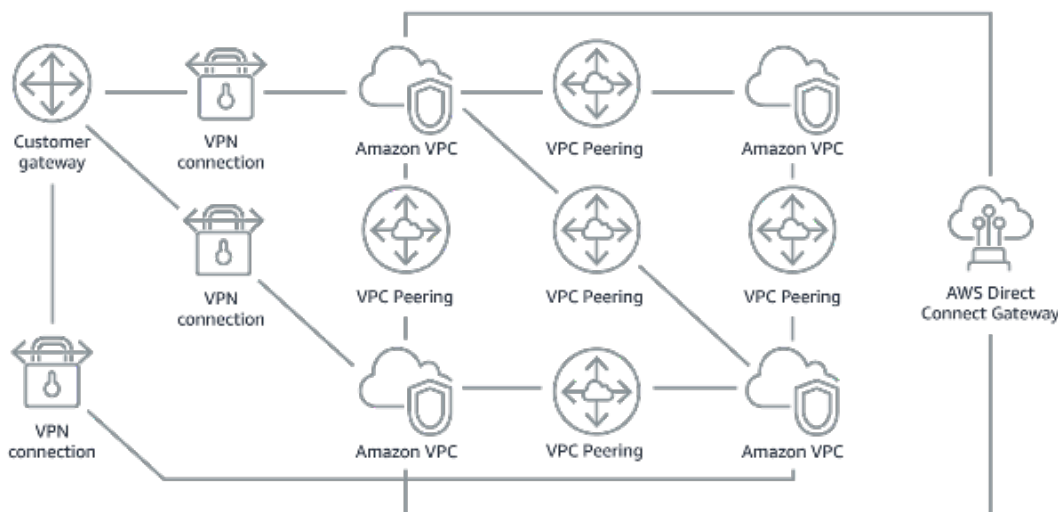 Customer
gateway
VPN
connection
Amazon VPC
VPC Peering
Amazon VPC
VPN
connection
VPC Peering
VPC Peering
VPC Peering
AWS Direct
Connect Gateway
VPN
connection
Amazon VPC
VPC Peering
Amazon VPC